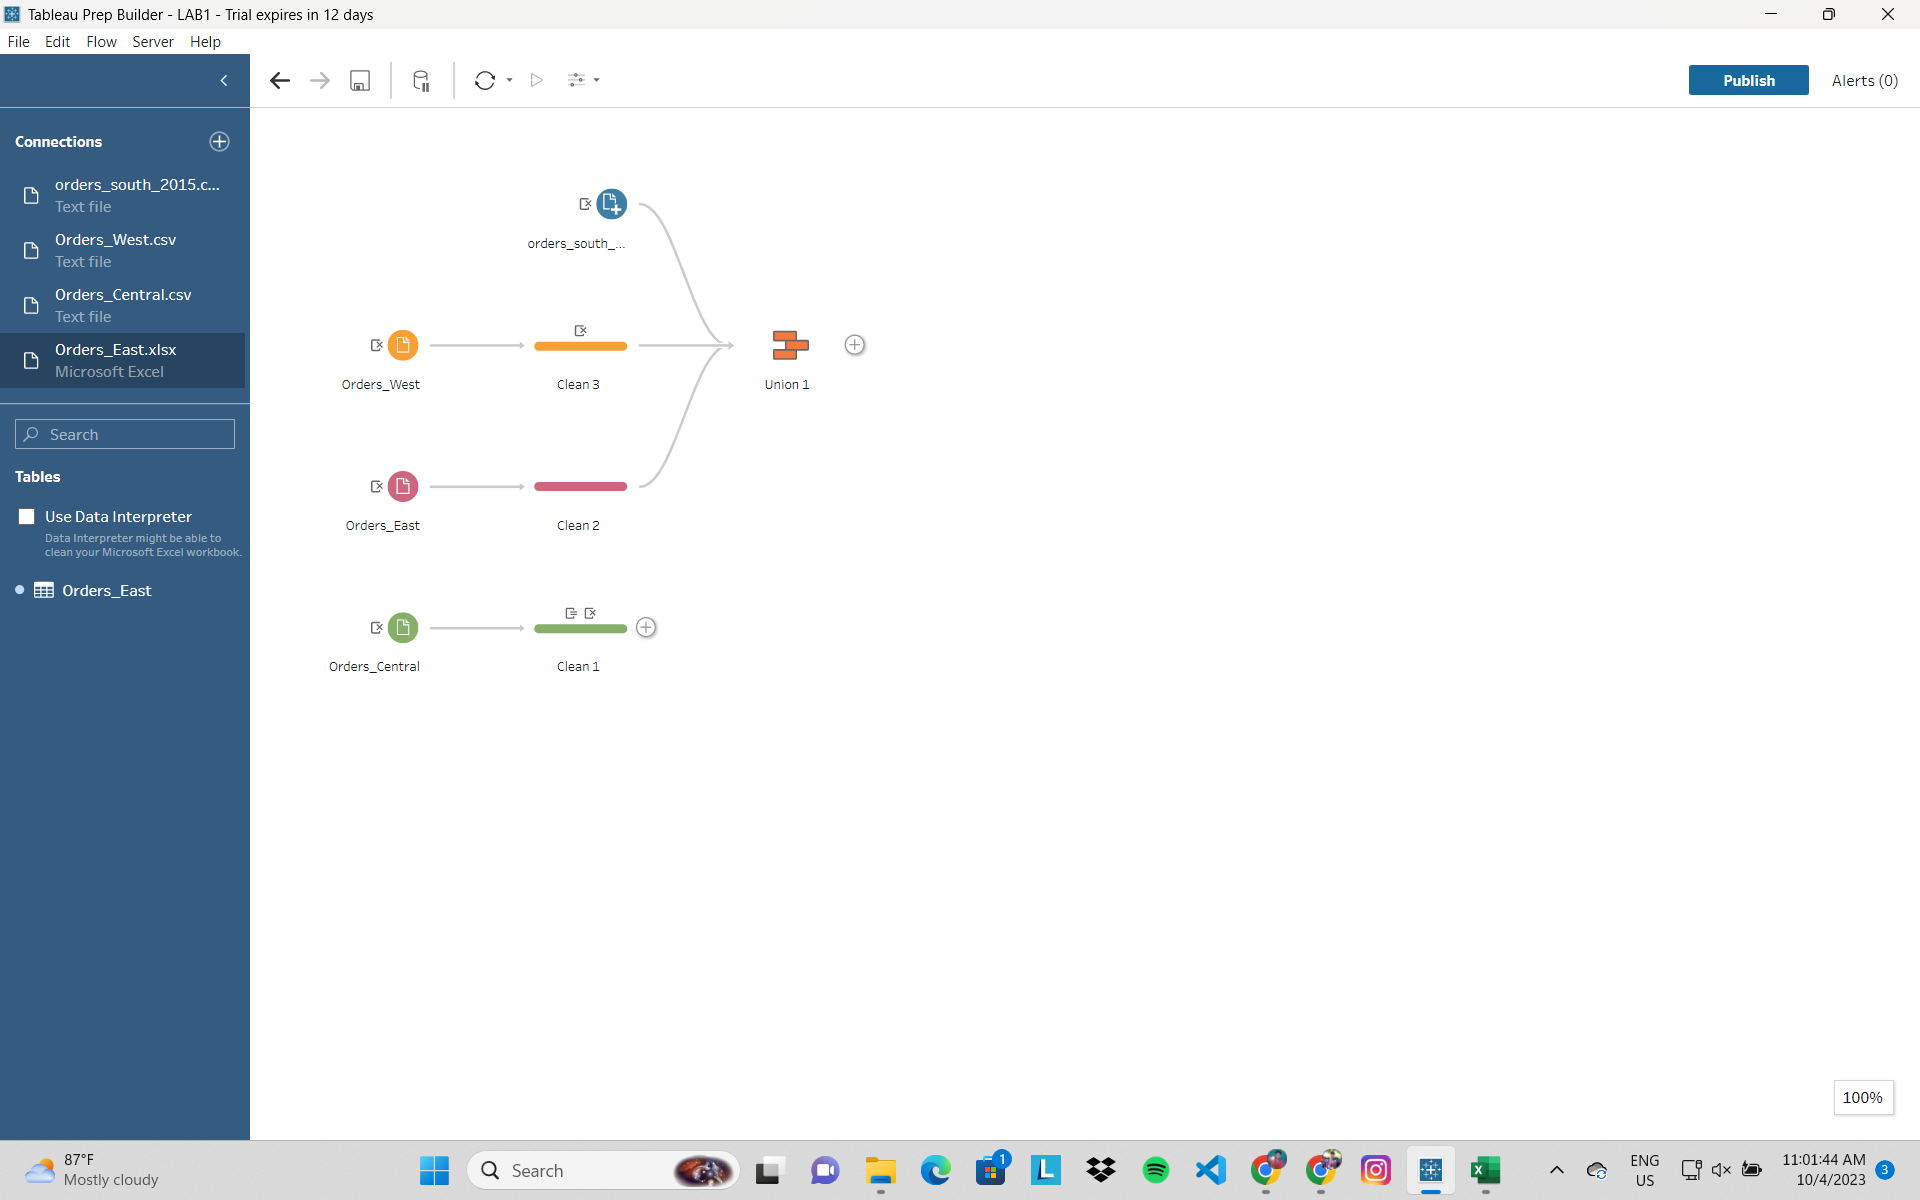 Tableau Prep Builder - LAB1 - Trial expires in 12 days
File Edit Flow Server Help
Publish
Alerts (0)
Connections
orders_south_2015.c...
Text file
Orders_West.csv
Text file
Orders_Central.csv
Text file
Orders_East.xlsx
Microsoft Excel
Search
Tables
Use Data Interpreter
Data Interpreter might be able to
clean your Microsoft Excel workbook.
Orders_East
orders_south_...
Orders_West
Clean 3
Union 1
Orders_East
Clean 2
Orders_Central
Clean 1
100%
87°F
Mostly cloudy
Search
1
L
ENG
US
11:01:44 AM
10/4/2023
3